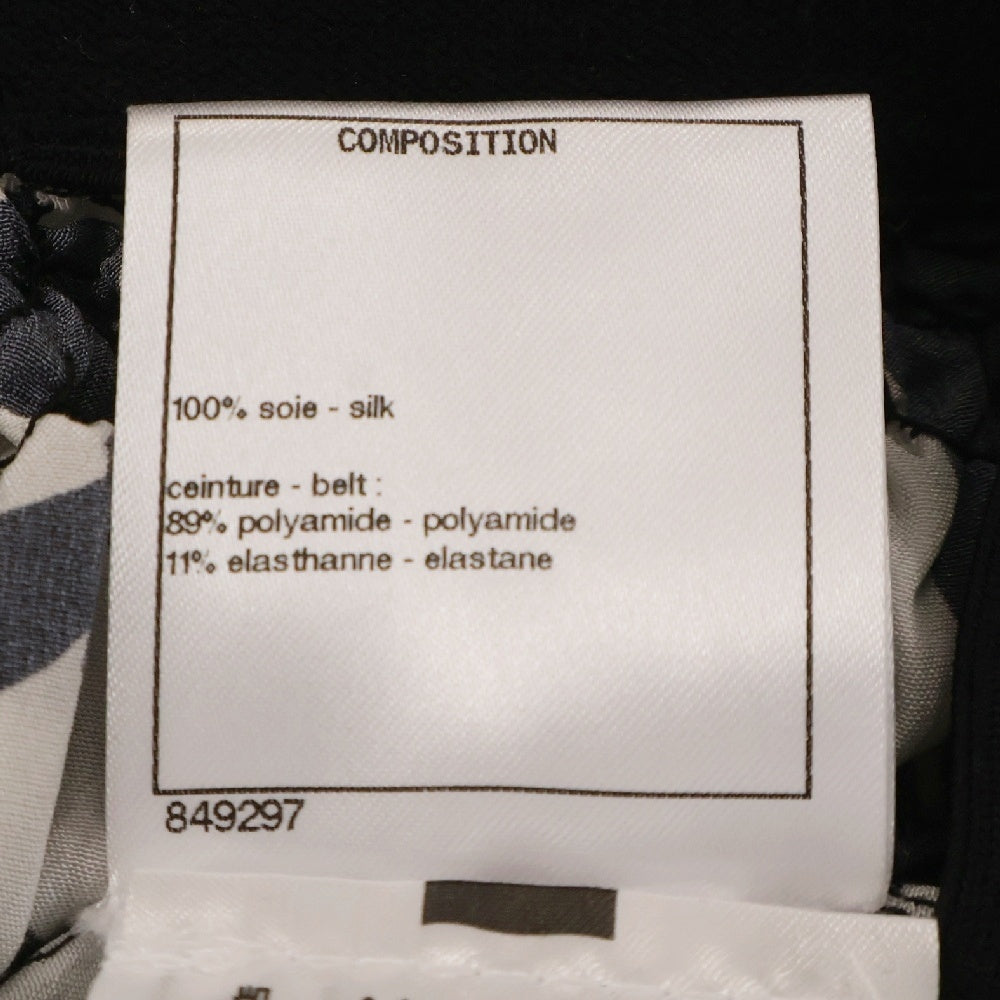 COMPOSITION
100% soie - silk
ceinture - belt :
89% polyamide - polyamide
11% elasthanne - elastane
849297